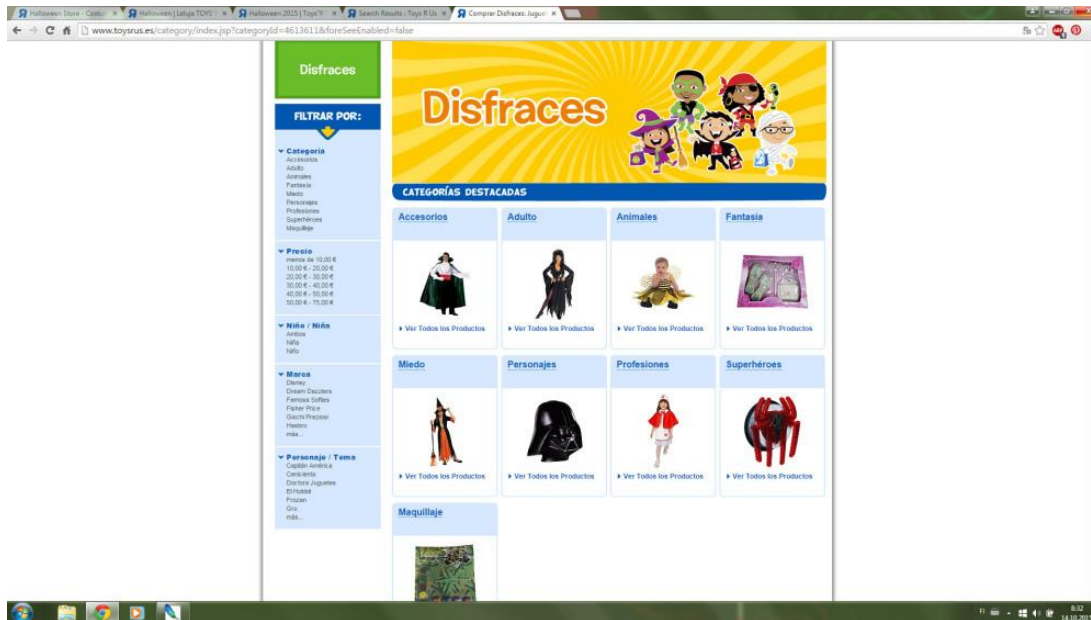 Halloween Store - Costu
Halloween | Lafuja TOYS
Halloween 2015 | Toys"R
Search Results : Toys R Us
Comprar Disfraces: Jugue
www.toysrus.es/category/index.jsp?categoryId=4613611&foreSeeEnabled=false
Disfraces
FILTRAR POR:
Categoría
Accesorios
Adulto
Animales
Fantasía
Miedo
Personajes
Profesiones
Superhéroes
Maquillaje
Precio
menos de 10,00 €
10,00 € - 20,00 €
20,00 € - 30,00 €
30,00 € - 40,00 €
40,00 € - 50,00 €
50,00 € - 75,00 €
Niño / Niña
Ambos
Niña
Niño
Marca
Disney
Dream Dazzlers
Famosa Softies
Fisher Price
Giochi Preziosi
Hasbro
más...
Personaje / Tema
Capitán América
Cenicienta
Doctora Juguetes
El Hobbit
Frozen
Gru
más...
Disfraces
CATEGORÍAS DESTACADAS
Accesorios Adulto Animales Fantasía
Ver Todos los Productos Ver Todos los Productos Ver Todos los Productos Ver Todos los Productos
Miedo Personajes Profesiones Superhéroes
Ver Todos los Productos Ver Todos los Productos Ver Todos los Productos Ver Todos los Productos
Maquillaje
FI
8:32